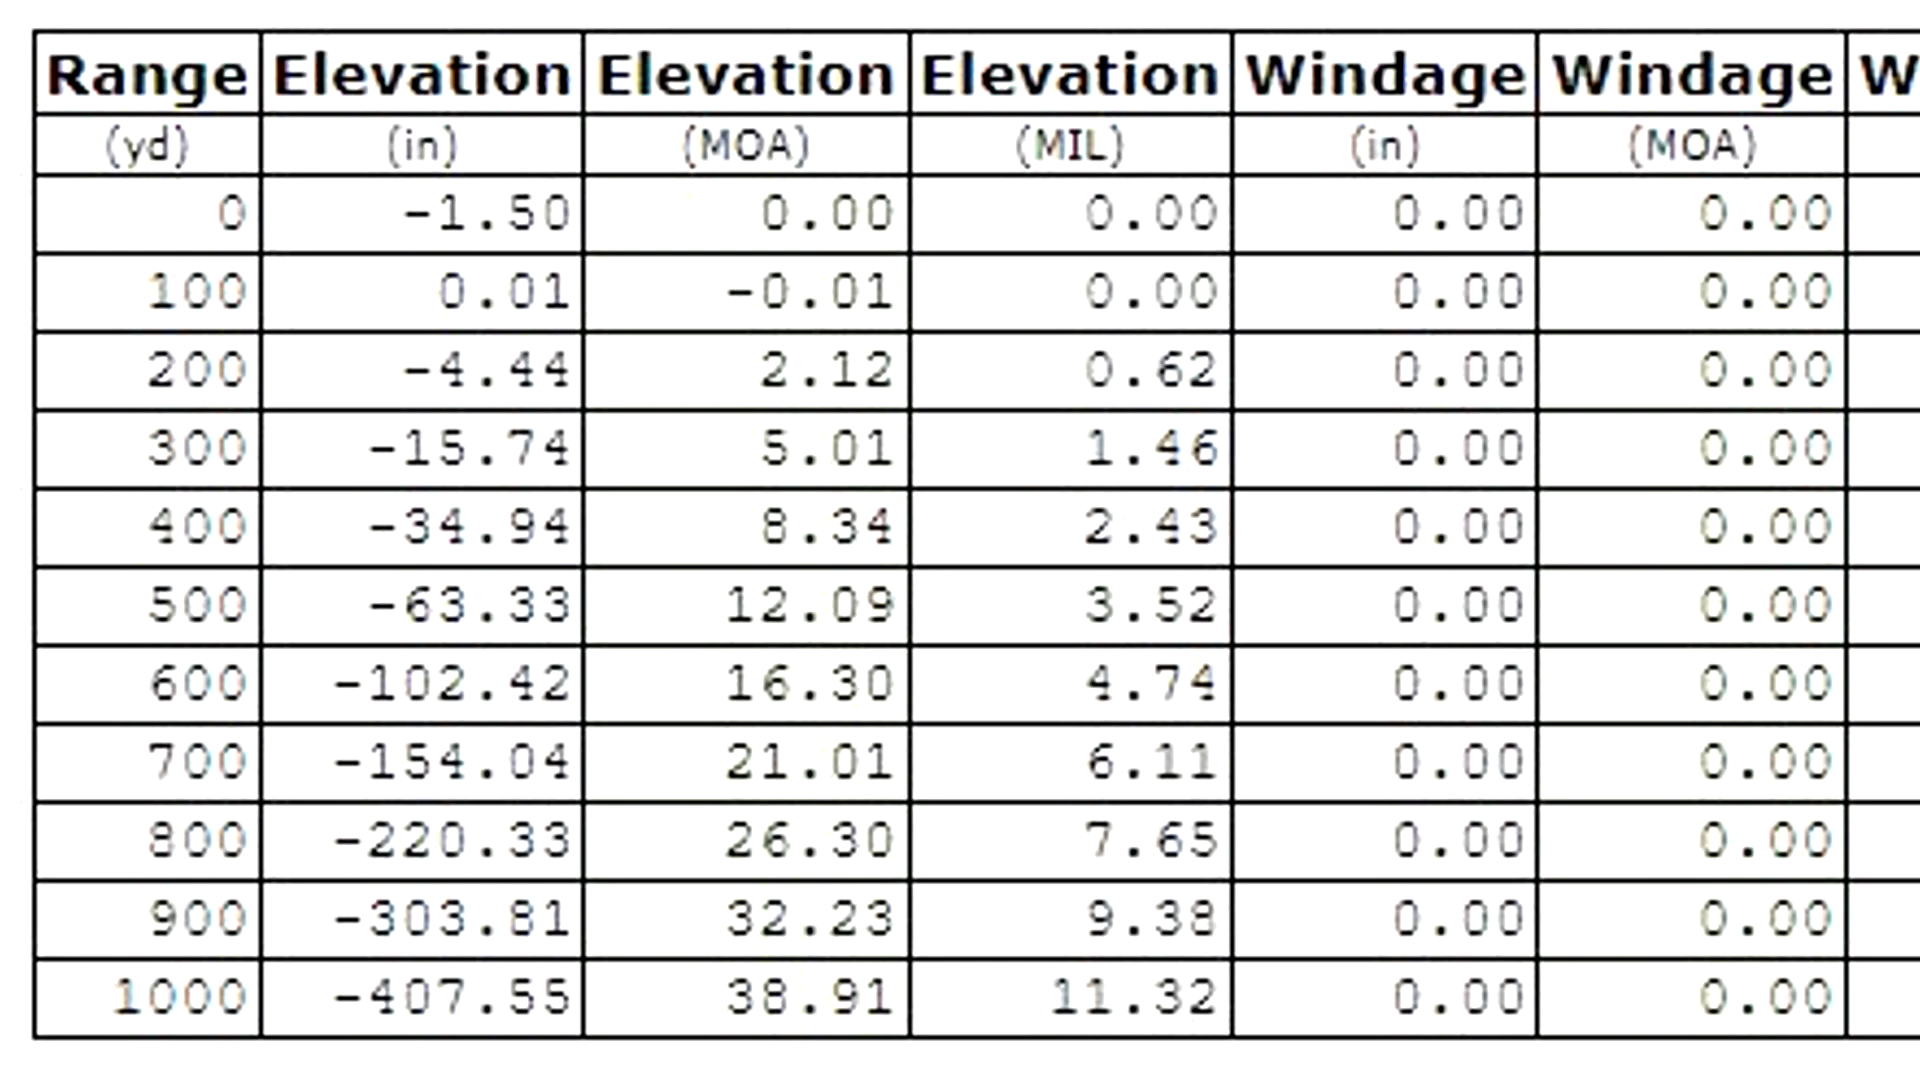 Range Elevation Elevation Elevation Windage Windage W
(yd) (in) (MOA) (MIL) (in) (MOA)
0 -1.50 0.00 0.00 0.00 0.00
100 0.01 -0.01 0.00 0.00 0.00
200 -4.44 2.12 0.62 0.00 0.00
300 -15.74 5.01 1.46 0.00 0.00
400 -34.94 8.34 2.43 0.00 0.00
500 -63.33 12.09 3.52 0.00 0.00
600 -102.42 16.30 4.74 0.00 0.00
700 -154.04 21.01 6.11 0.00 0.00
800 -220.33 26.30 7.65 0.00 0.00
900 -303.81 32.23 9.38 0.00 0.00
1000 -407.55 38.91 11.32 0.00 0.00